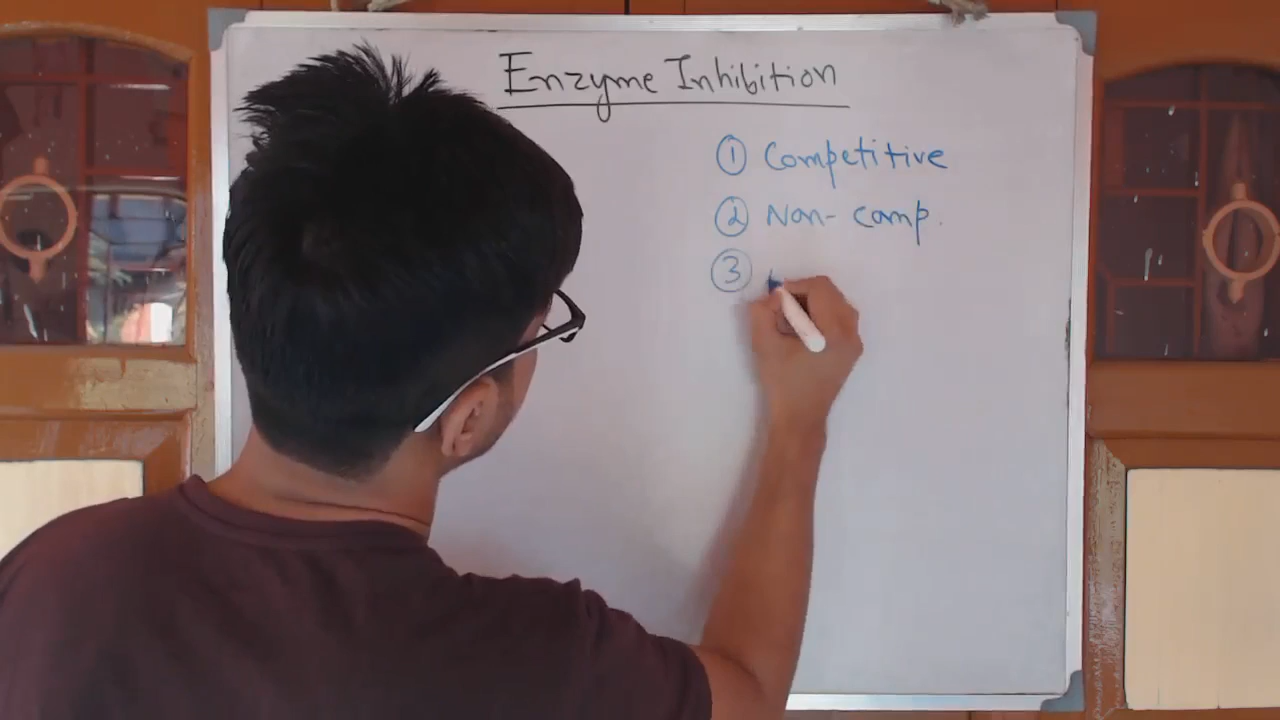 Enzyme Inhibition
① Competitive
② Non-comp.
③